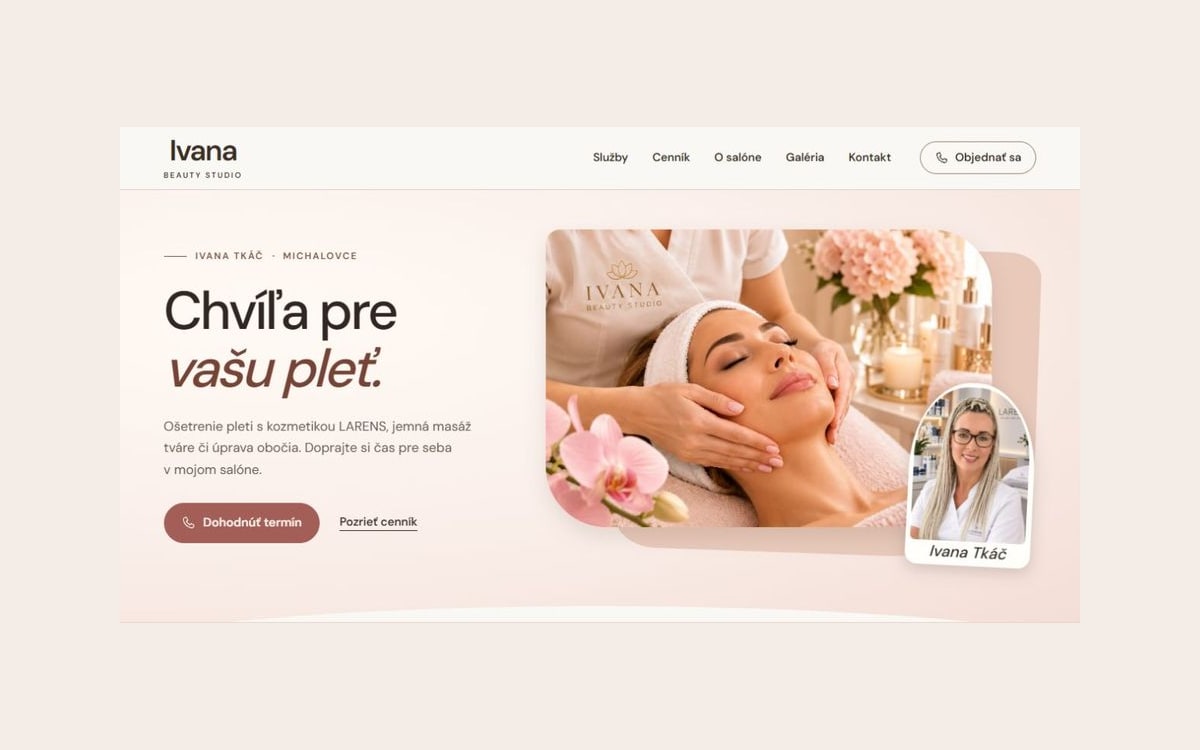 Ivana
BEAUTY STUDIO
Služby
Cenník
O salóne
Galéria
Kontakt
Objednať sa
IVANA TKÁČ · MICHALOVCE
Chvíľa pre
vašu pleť.
Ošetrenie pleti s kozmetikou LARENS, jemná masáž
tváre či úprava obočia. Doprajte si čas pre seba
v mojom salóne.
Dohodnúť termín
Pozrieť cenník
IVANA
BEAUTY STUDIO
Ivana Tkáč